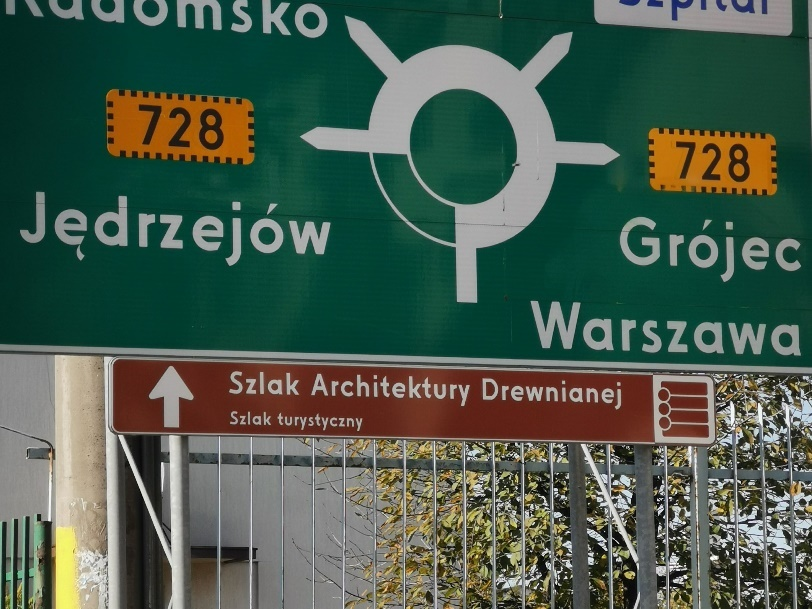 Radomsko
Szpital
728
728
Jędrzejów
Grójec
Warszawa
Szlak Architektury Drewnianej
Szlak turystyczny